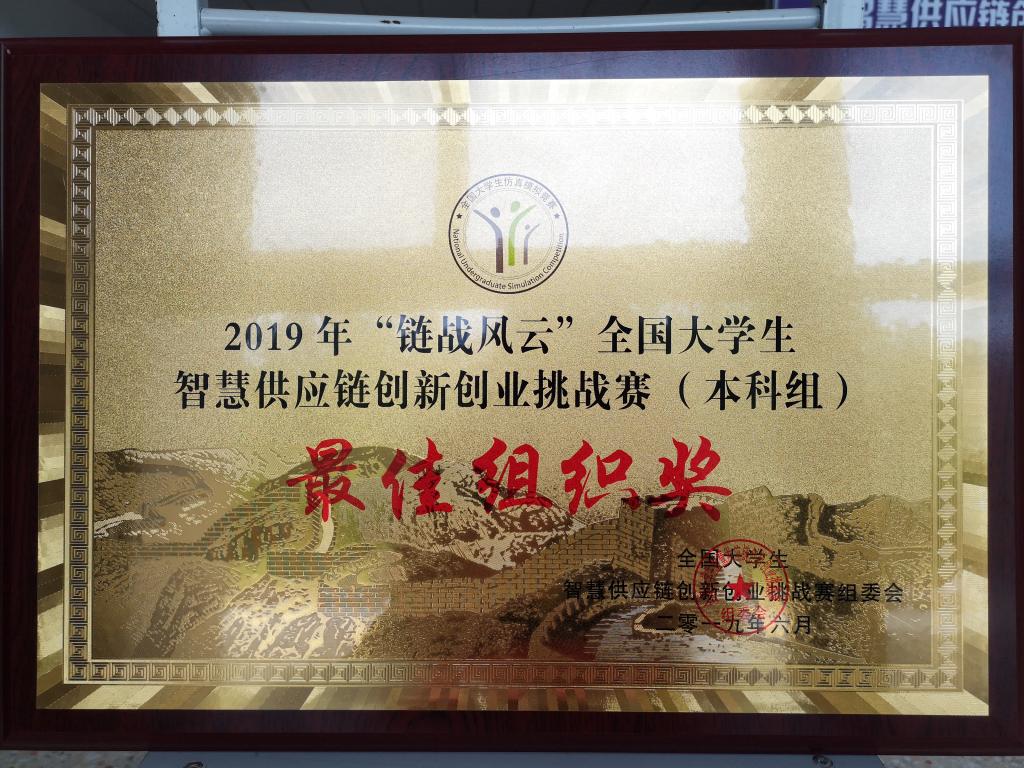 智慧供应链创
全国大学生仿真模拟竞赛
National Undergraduate Simulation Competition
2019 年“链战风云”全国大学生
智慧供应链创新创业挑战赛（本科组）
最佳组织奖
全国大学生
智慧供应链创新创业挑战赛组委会
二零一九年六月
组委会